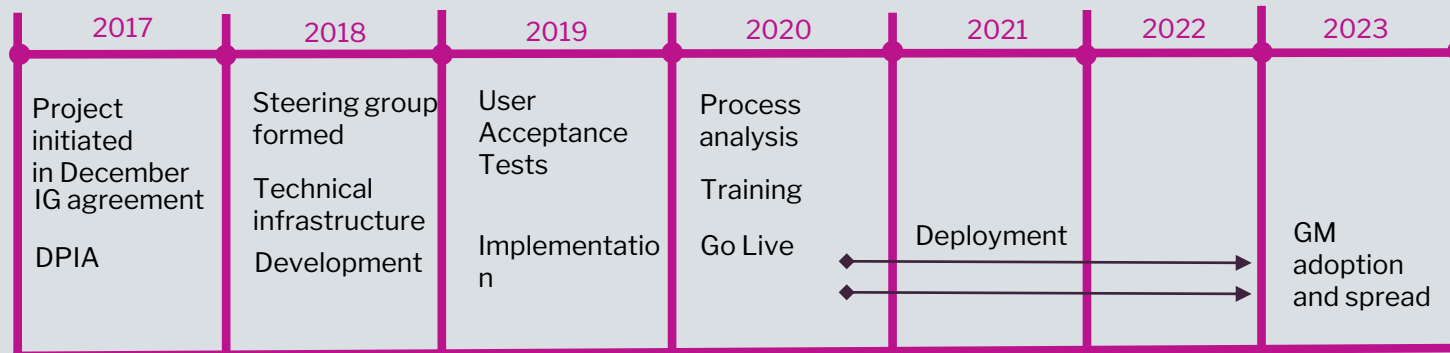 2017
2018
2019
2020
2021
2022
2023
Project
initiated
in December
IG agreement
DPIA
Steering group
formed
Technical
infrastructure
Development
User
Acceptance
Tests
Implementatio
n
Process
analysis
Training
Go Live
Deployment
GM
adoption
and spread